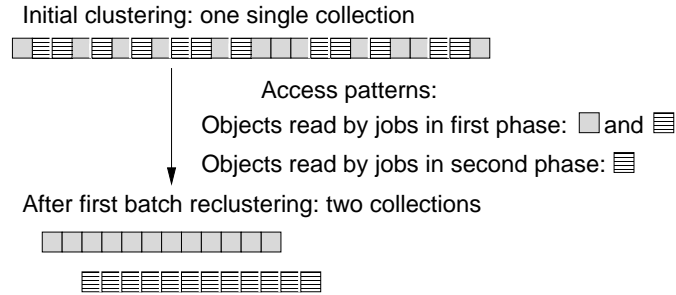 Initial clustering: one single collection
Access patterns:
Objects read by jobs in first phase: and
Objects read by jobs in second phase:
After first batch reclustering: two collections